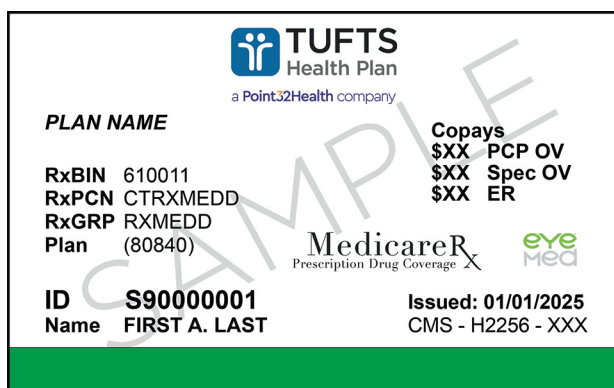 TUFTS
Health Plan
a Point32Health company
PLAN NAME
Copays
$XX PCP OV
$XX Spec OV
$XX ER
RxBIN 610011
RxPCN CTRXMEDD
RxGRP RXMEDD
Plan (80840)
MedicareRx
Prescription Drug Coverage
eye
Med
ID S90000001
Name FIRST A. LAST
Issued: 01/01/2025
CMS - H2256 - XXX
SAMPLE